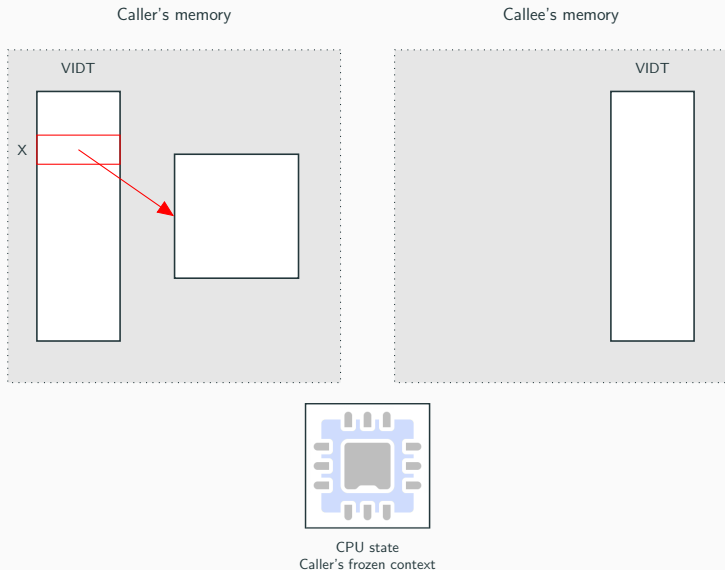 Caller's memory
Callee's memory
VIDT
VIDT
X
CPU state
Caller's frozen context